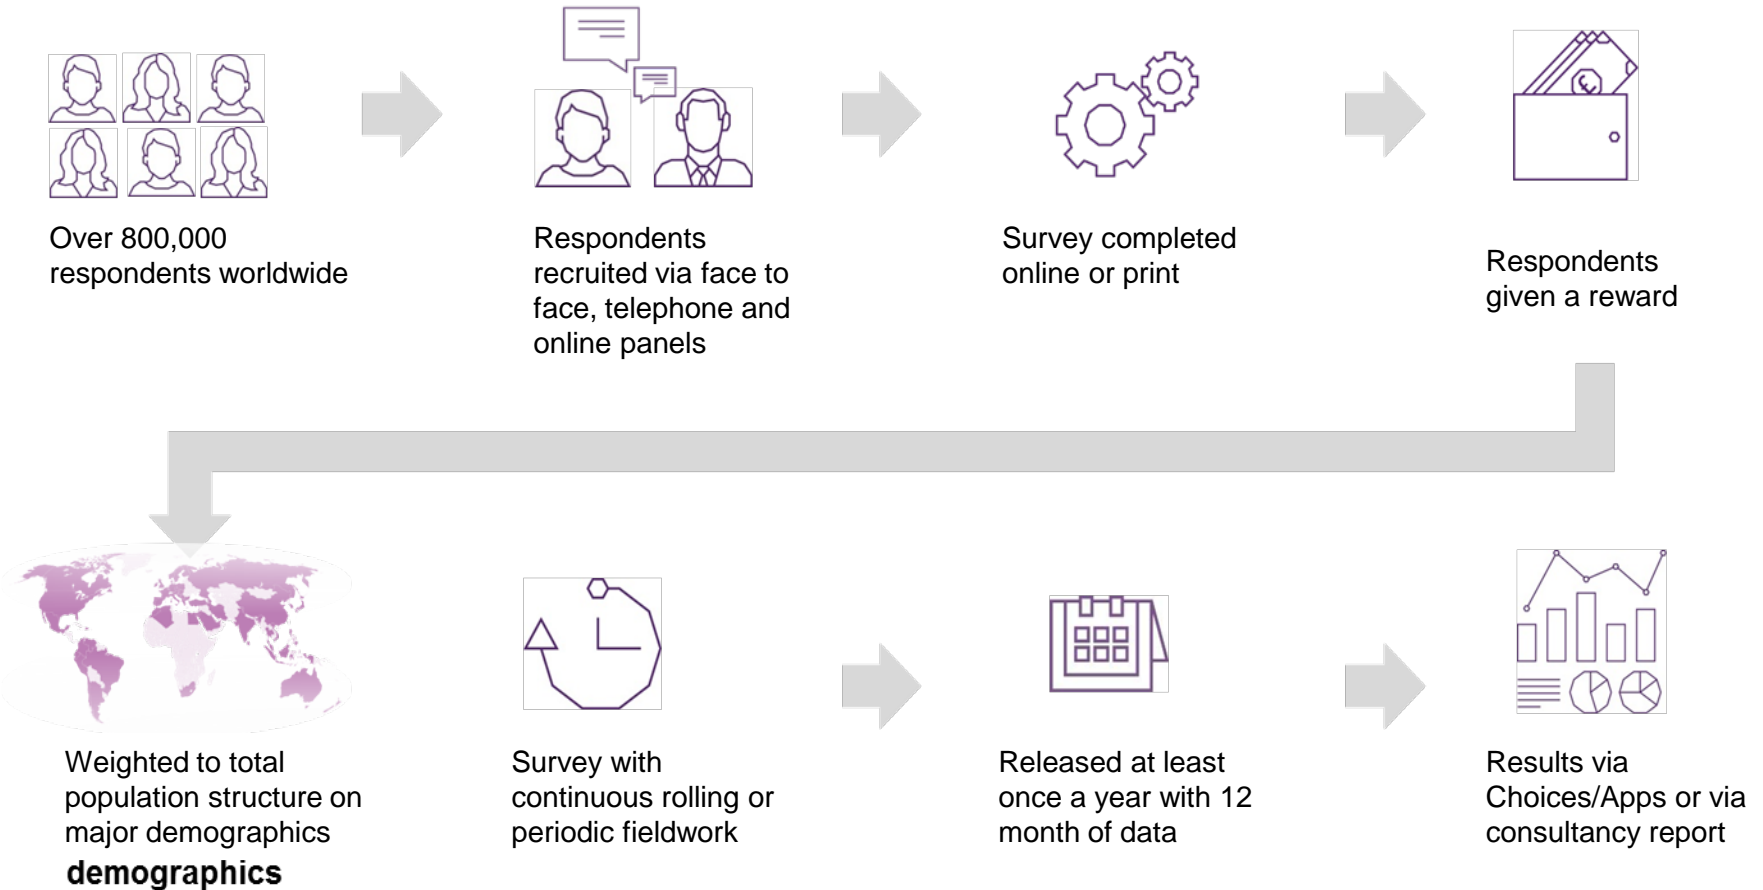 Over 800,000
respondents worldwide
Respondents
recruited via face to
face, telephone and
online panels
Survey completed
online or print
Respondents
given a reward
Weighted to total
population structure on
major demographics
demographics
Survey with
continuous rolling or
periodic fieldwork
Released at least
once a year with 12
month of data
Results via
Choices/Apps or via
consultancy report